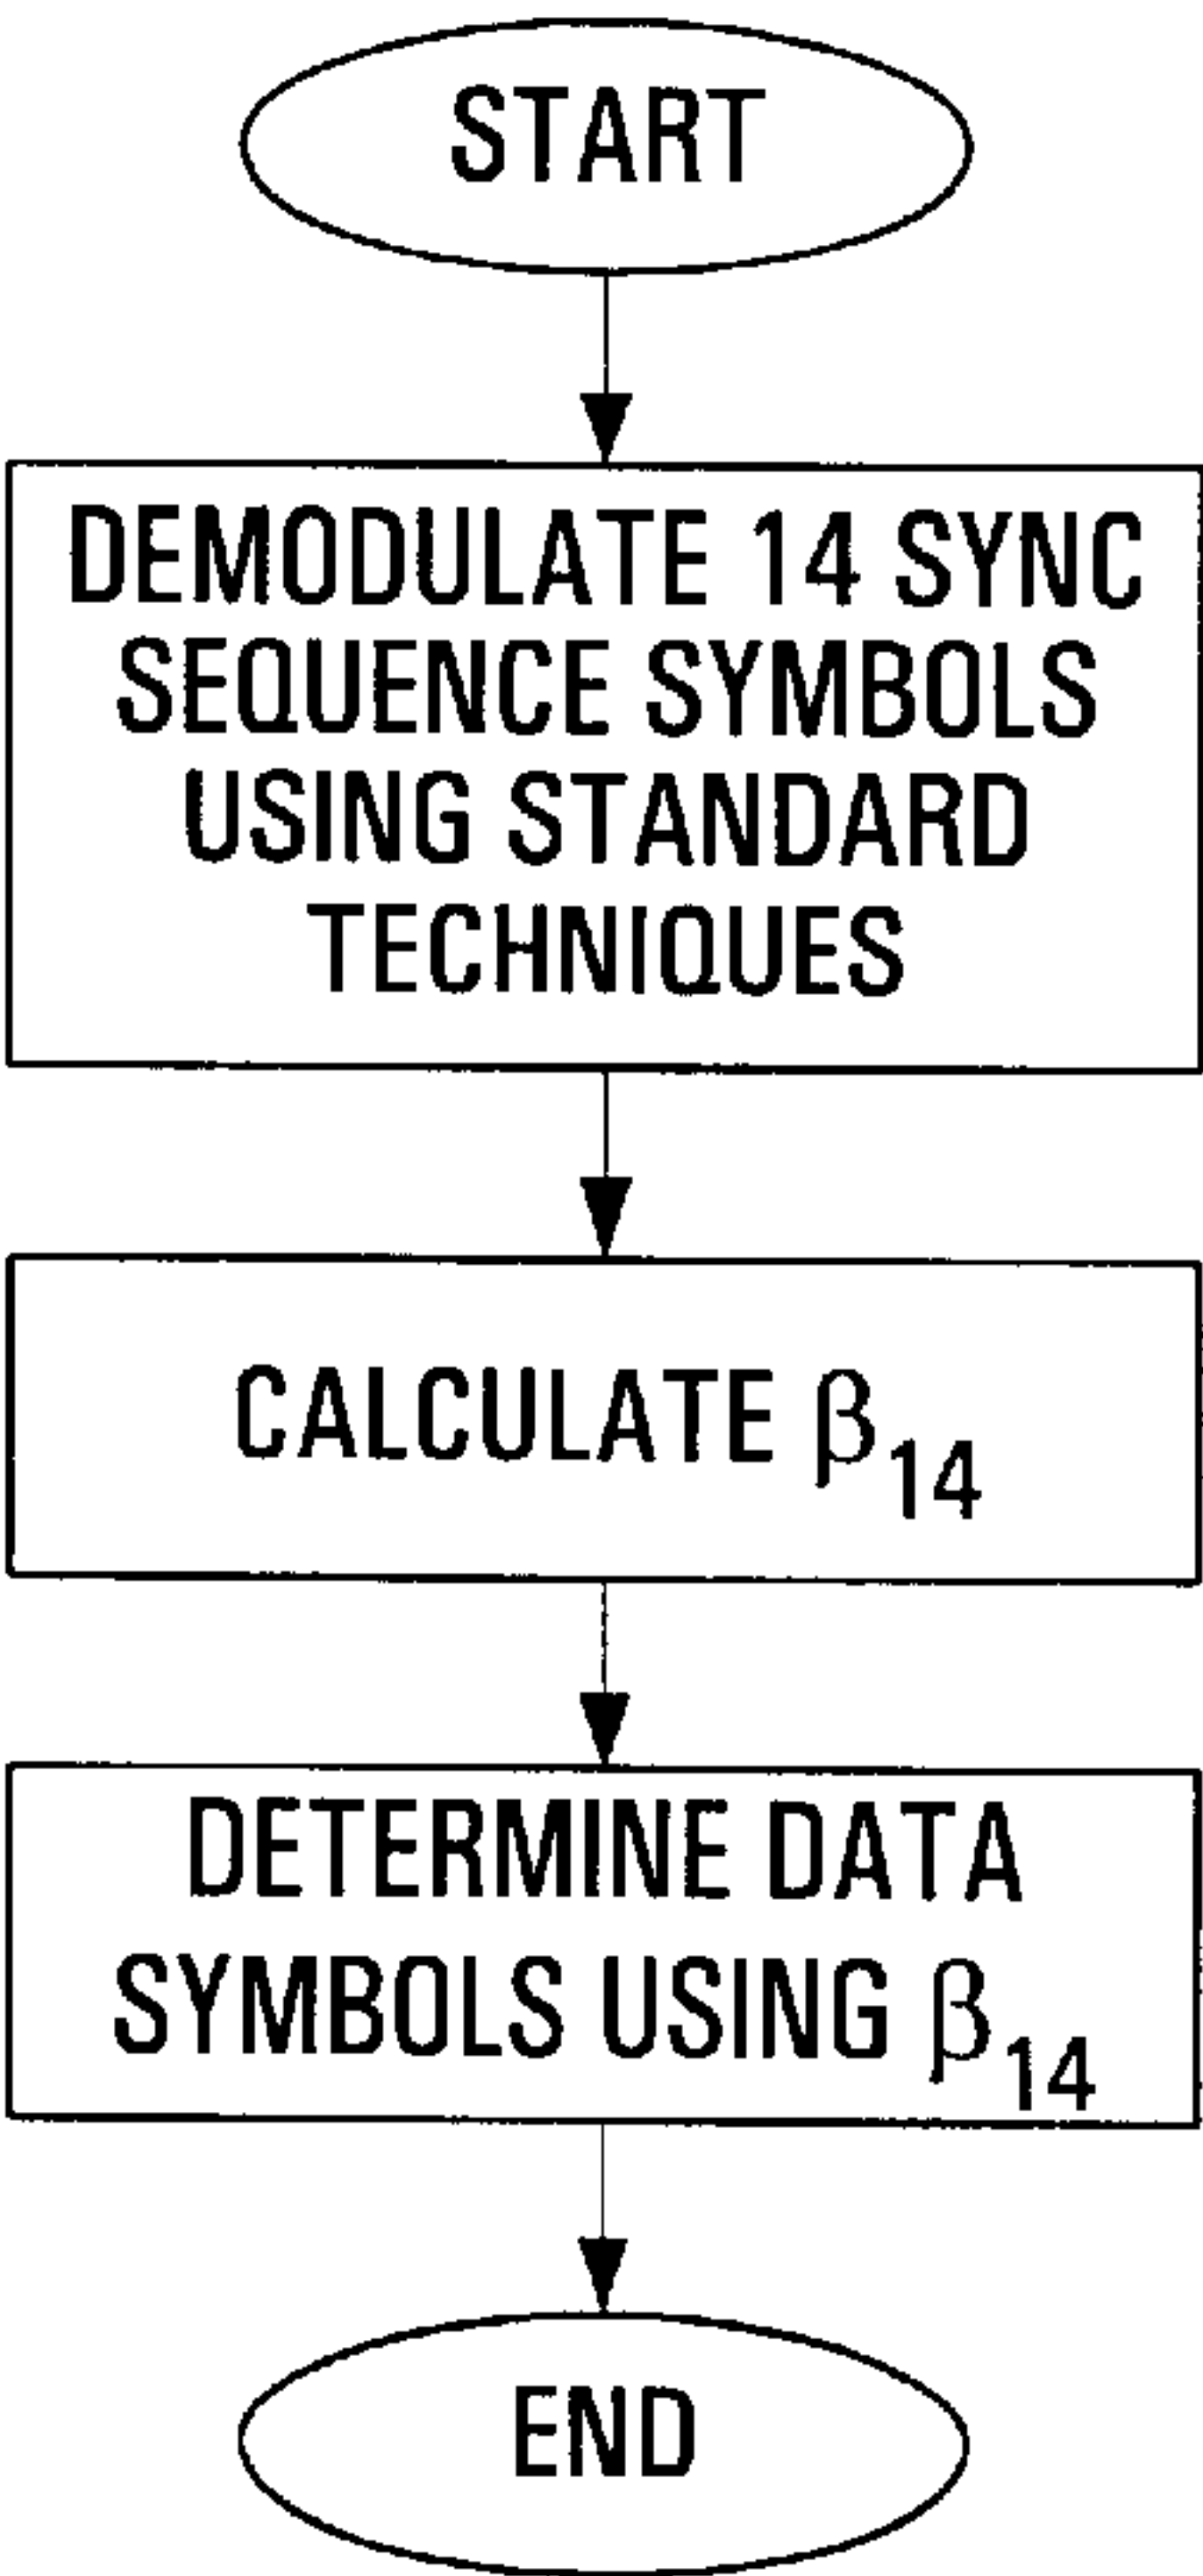 START
DEMODULATE 14 SYNC
SEQUENCE SYMBOLS
USING STANDARD
TECHNIQUES
CALCULATE β14
DETERMINE DATA
SYMBOLS USING β14
END